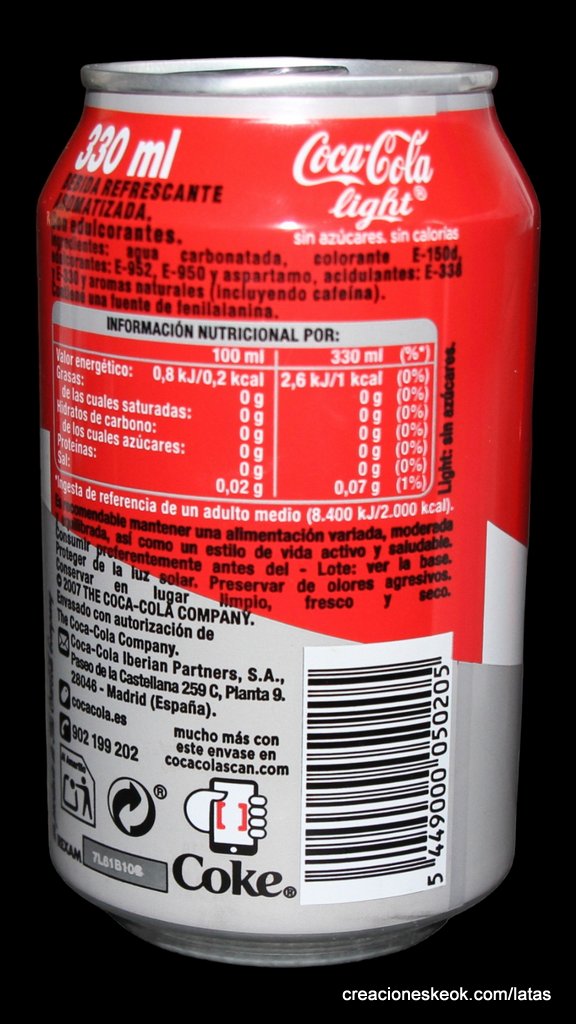 330 ml
BEBIDA REFRESCANTE
AROMATIZADA.
Con edulcorantes.
Coca-Cola
light®
sin azúcares. sin calorías
Ingredientes: agua carbonatada, colorante E-150d,
edulcorantes: E-952, E-950 y aspartamo, acidulantes: E-338
y E-330 y aromas naturales (incluyendo cafeína).
Contiene una fuente de fenilalanina.
INFORMACIÓN NUTRICIONAL POR:
100 ml 330 ml (%*)
Valor energético: 0,8 kJ/0,2 kcal 2,6 kJ/1 kcal (0%)
Grasas: 0 g 0 g (0%)
de las cuales saturadas: 0 g 0 g (0%)
Hidratos de carbono: 0 g 0 g (0%)
de los cuales azúcares: 0 g 0 g (0%)
Proteínas: 0 g 0 g (0%)
Sal: 0,02 g 0,07 g (1%)
*Ingesta de referencia de un adulto medio (8.400 kJ/2.000 kcal).
Light: sin azúcares.
Es recomendable mantener una alimentación variada, moderada
y equilibrada, así como un estilo de vida activo y saludable.
Consumir preferentemente antes del - Lote: ver la base.
Proteger de la luz solar. Preservar de olores agresivos.
Conservar en lugar limpio, fresco y seco.
© 2007 THE COCA-COLA COMPANY.
Envasado con autorización de
The Coca-Cola Company.
Coca-Cola Iberian Partners, S.A.,
Paseo de la Castellana 259 C, Planta 9.
28046 - Madrid (España).
cocacola.es
902 199 202
mucho más con
este envase en
cocacolascan.com
®
REXAM
Coke®
5 449000 050205
creacioneskeok.com/latas